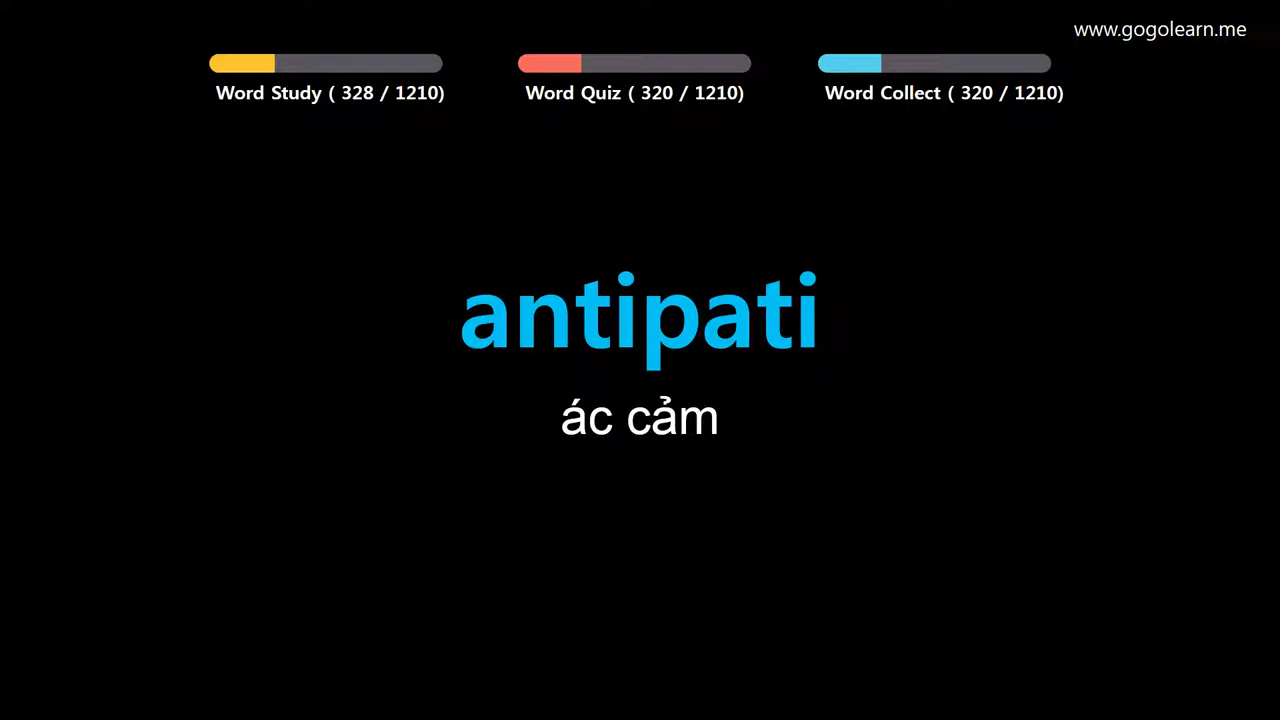 www.gogolearn.me
Word Study ( 328 / 1210)
Word Quiz ( 320 / 1210)
Word Collect ( 320 / 1210)
antipati
ác cảm